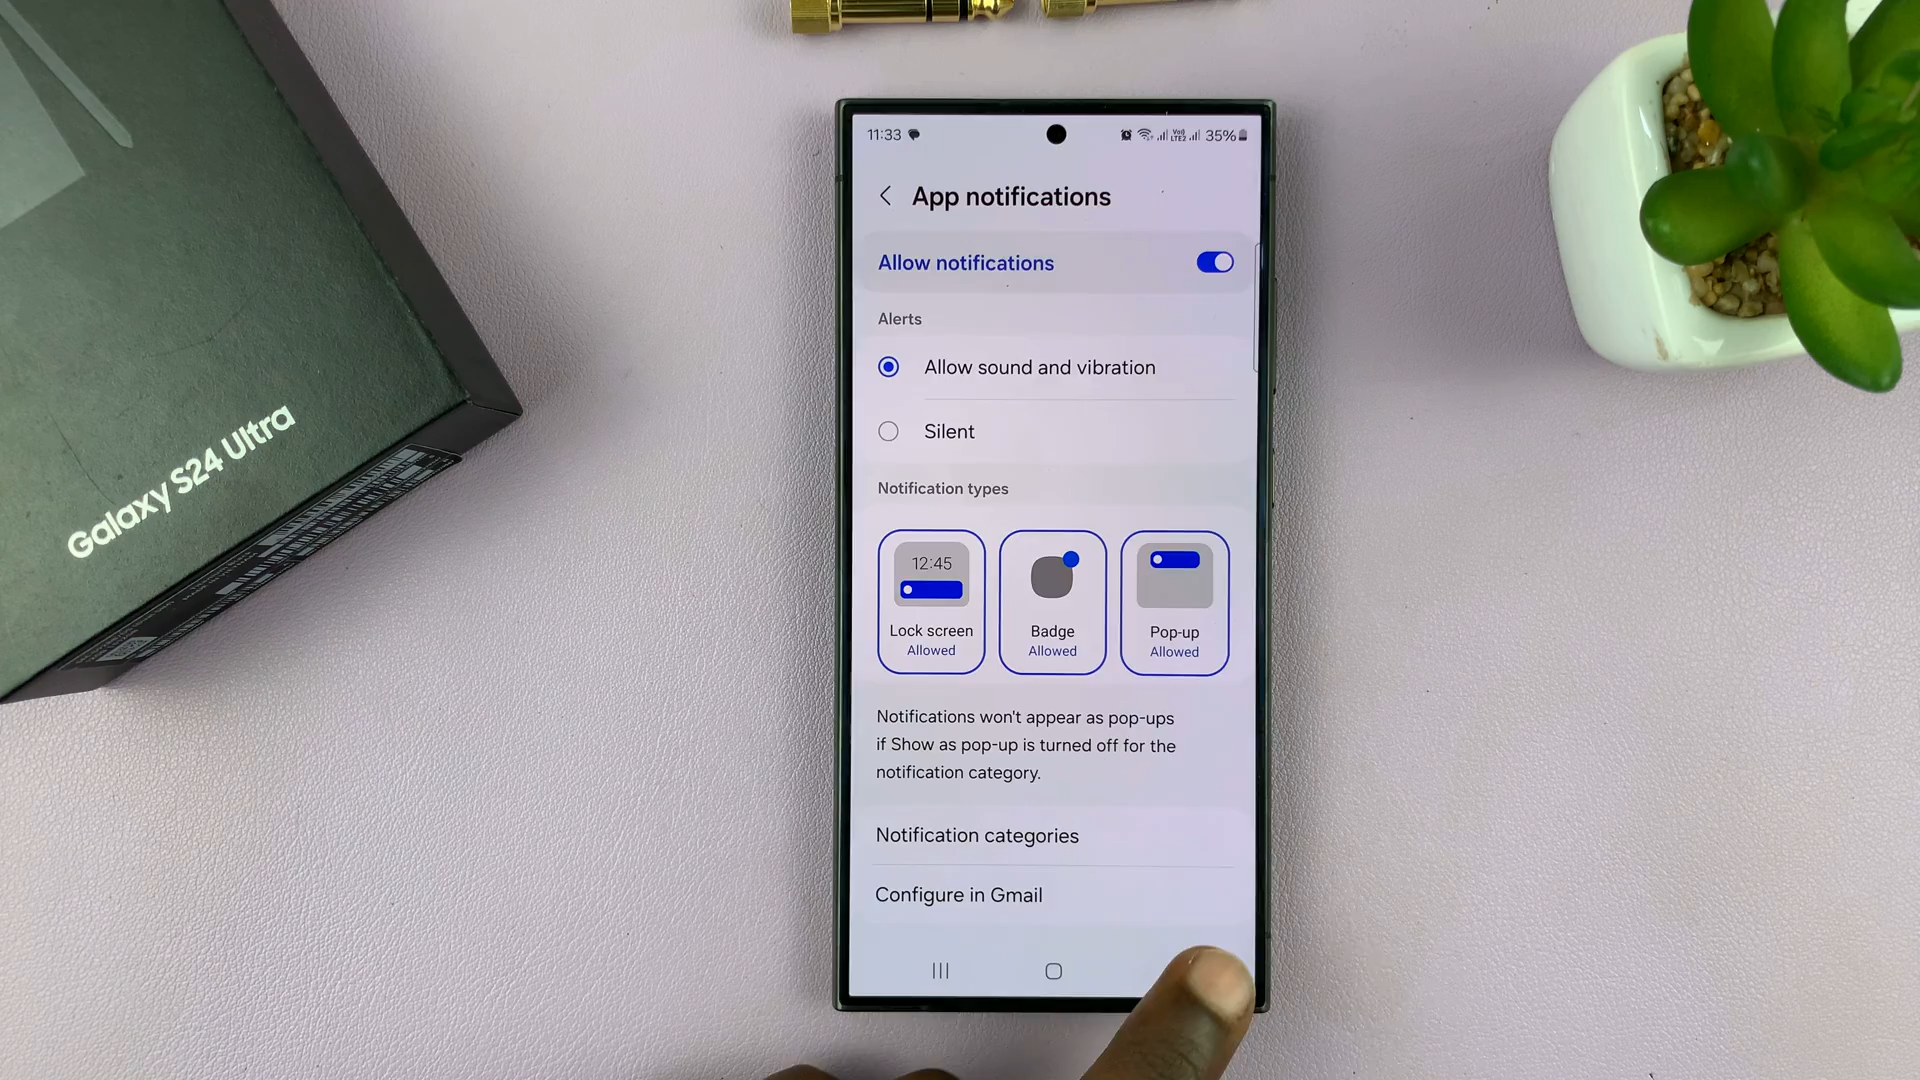 Galaxy S24 Ultra
11:33 Vo) LTE2 35%
App notifications
Allow notifications
Alerts
Allow sound and vibration
Silent
Notification types
12:45
Lock screen
Allowed
Badge
Allowed
Pop-up
Allowed
Notifications won't appear as pop-ups
if Show as pop-up is turned off for the
notification category.
Notification categories
Configure in Gmail